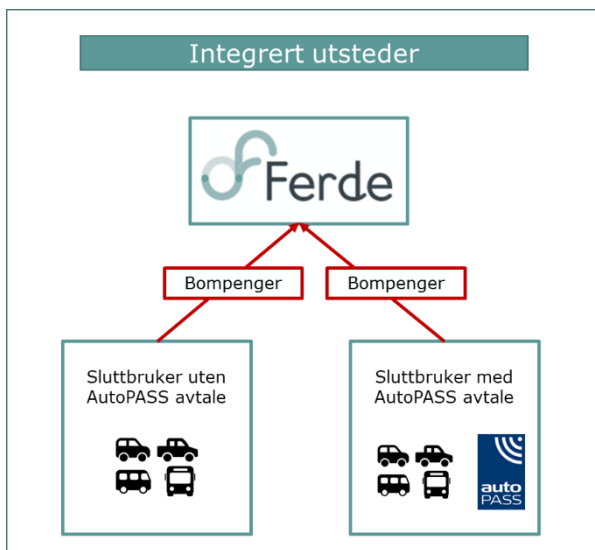 Integrert utsteder
Ferde
Bompenger
Bompenger
Sluttbruker uten
AutoPASS avtale
Sluttbruker med
AutoPASS avtale
auto
PASS